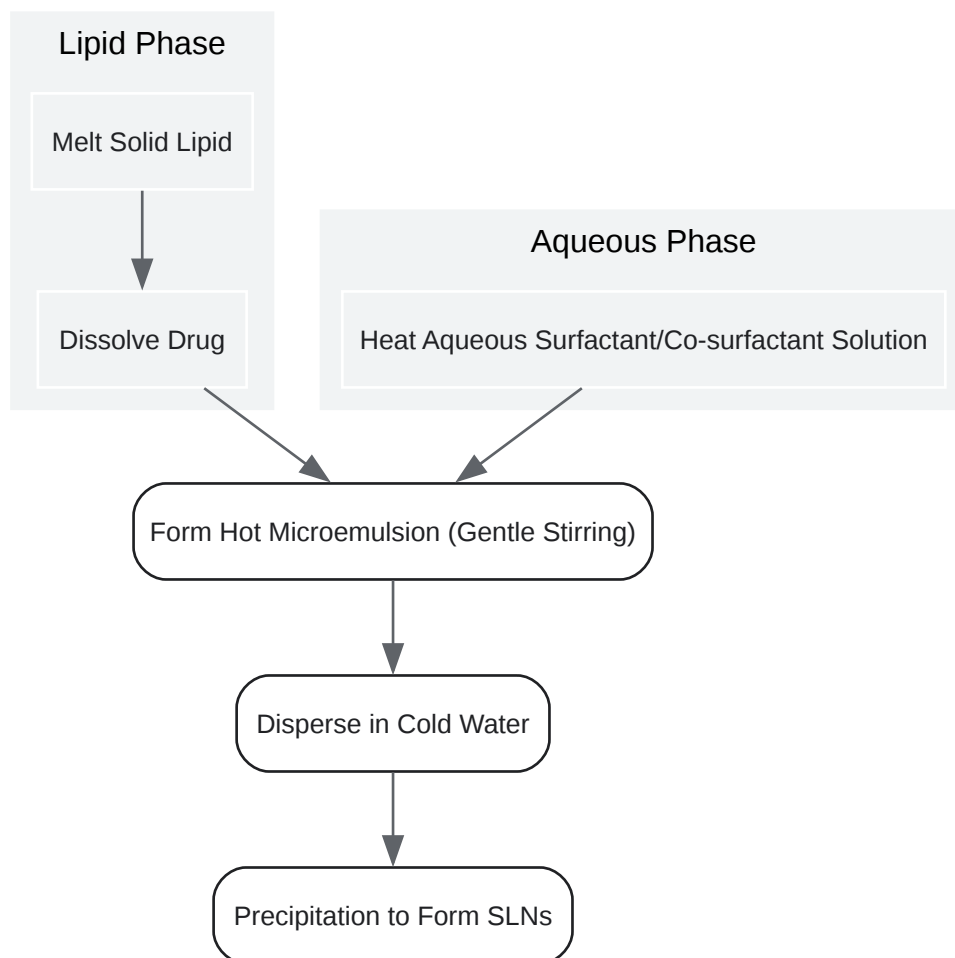 Lipid Phase
Melt Solid Lipid
Dissolve Drug
Aqueous Phase
Heat Aqueous Surfactant/Co-surfactant Solution
Form Hot Microemulsion (Gentle Stirring)
Disperse in Cold Water
Precipitation to Form SLNs